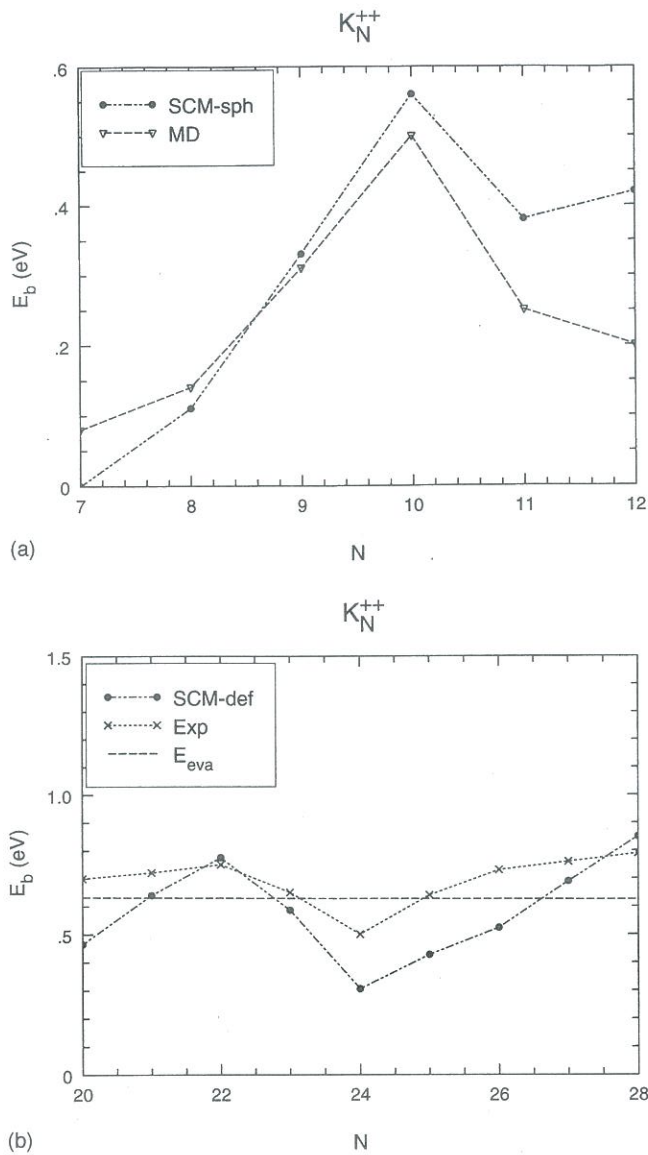 K_N^{++}
.6
SCM-sph
MD
.4
E_b (eV)
.2
0
7 8 9 10 11 12
(a)
N
K_N^{++}
1.5
SCM-def
Exp
E_eva
1.0
E_b (eV)
.5
0
20 22 24 26 28
(b)
N